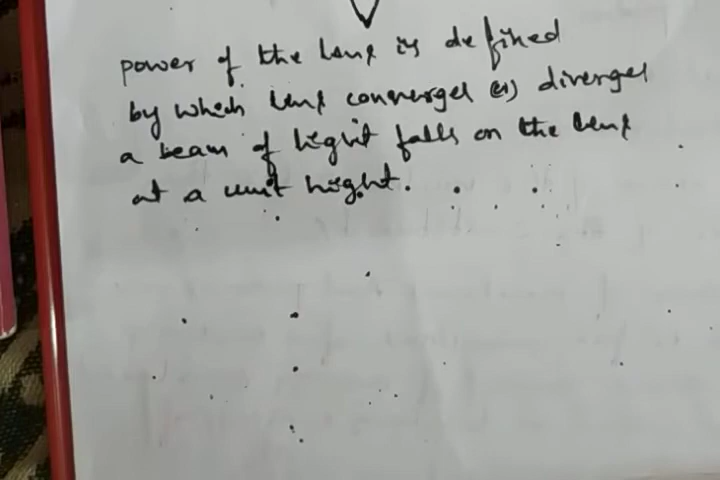 power of the lens is defined
by which lens converges (or) diverges
a beam of light falls on the lens
at a unit hight.